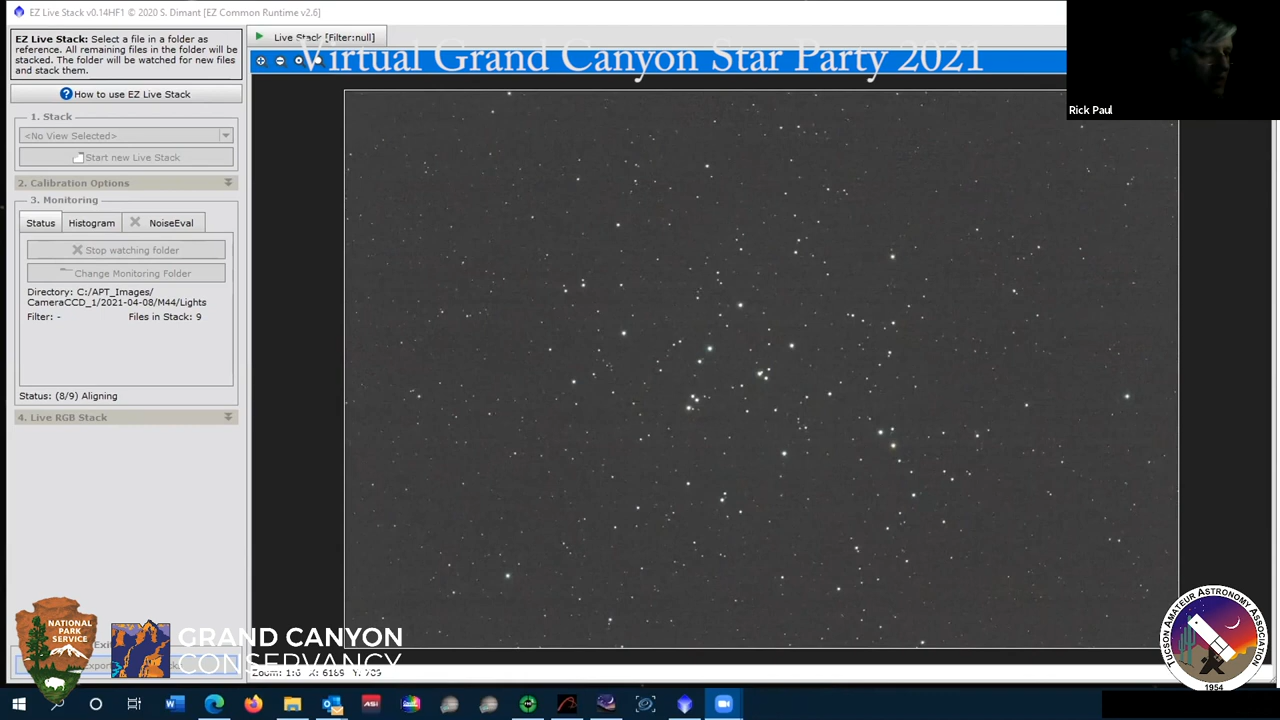 EZ Live Stack v0.14HF1 © 2020 S. Dimant [EZ Common Runtime v2.6]
EZ Live Stack: Select a file in a folder as
reference. All remaining files in the folder will be
stacked. The folder will be watched for new files
and stack them.
How to use EZ Live Stack
1. Stack
<No View Selected>
Start new Live Stack
2. Calibration Options
3. Monitoring
Status Histogram NoiseEval
Stop watching folder
Change Monitoring Folder
Directory: C:/APT_Images/
CameraCCD_1/2021-04-08/M44/Lights
Filter: - Files in Stack: 9
Status: (8/9) Aligning
4. Live RGB Stack
Live Stack [Filter:null]
Virtual Grand Canyon Star Party 2021
Rick Paul
NATIONAL
PARK
SERVICE
GRAND CANYON
CONSERVANCY
Zoom: 1:6 X: 6189 Y: 909
ASI
TUCSON AMATEUR ASTRONOMY ASSOCIATION
1954